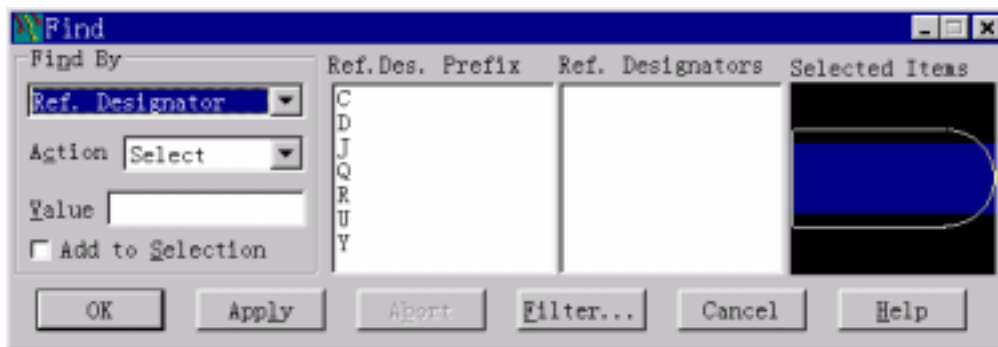 Find
Find By
Ref. Designator
Action Select
Value
Add to Selection
Ref.Des. Prefix
C
D
J
Q
R
U
Y
Ref. Designators
Selected Items
OK Apply Abort Filter... Cancel Help